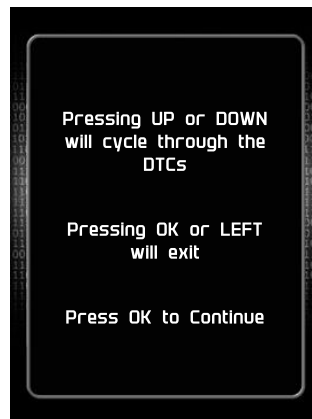 Pressing UP or DOWN
will cycle through the
DTCs
Pressing OK or LEFT
will exit
Press OK to Continue